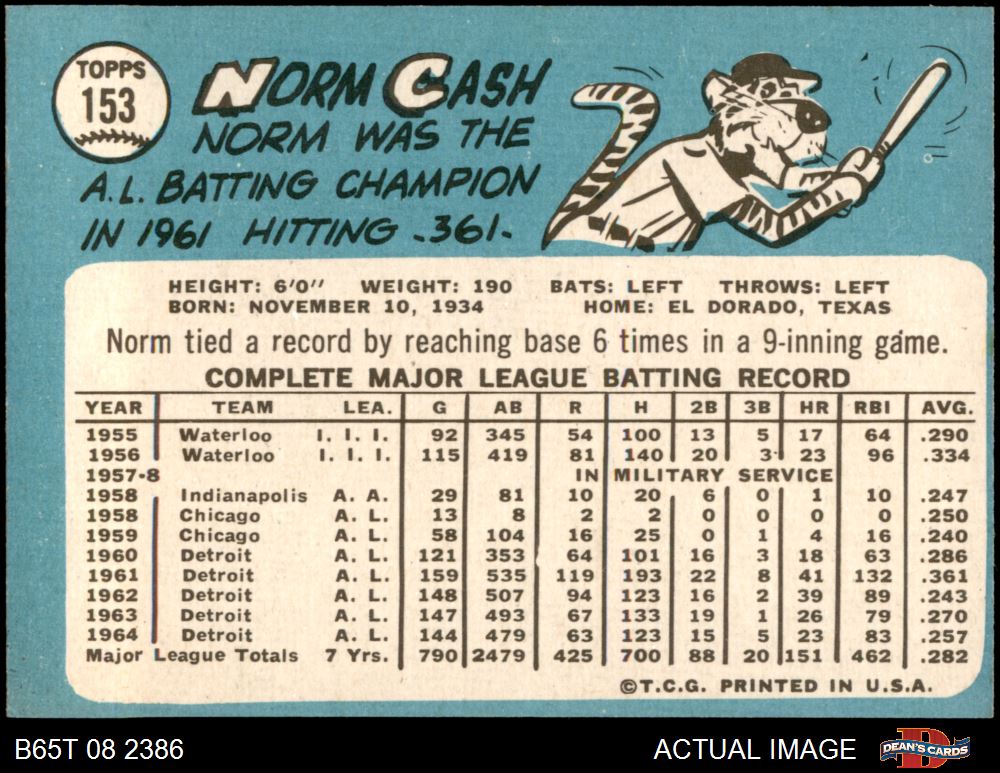 TOPPS
153
NORM CASH
NORM WAS THE
A.L. BATTING CHAMPION
IN 1961 HITTING .361.
HEIGHT: 6'0" WEIGHT: 190 BATS: LEFT THROWS: LEFT
BORN: NOVEMBER 10, 1934 HOME: EL DORADO, TEXAS
Norm tied a record by reaching base 6 times in a 9-inning game.
COMPLETE MAJOR LEAGUE BATTING RECORD
YEAR TEAM LEA. G AB R H 2B 3B HR RBI AVG.
1955 Waterloo I. I. I. 92 345 54 100 13 5 17 64 .290
1956 Waterloo I. I. I. 115 419 81 140 20 3 23 96 .334
1957-8 IN MILITARY SERVICE
1958 Indianapolis A. A. 29 81 10 20 6 0 1 10 .247
1958 Chicago A. L. 13 8 2 2 0 0 0 0 .250
1959 Chicago A. L. 58 104 16 25 0 1 4 16 .240
1960 Detroit A. L. 121 353 64 101 16 3 18 63 .286
1961 Detroit A. L. 159 535 119 193 22 8 41 132 .361
1962 Detroit A. L. 148 507 94 123 16 2 39 89 .243
1963 Detroit A. L. 147 493 67 133 19 1 26 79 .270
1964 Detroit A. L. 144 479 63 123 15 5 23 83 .257
Major League Totals 7 Yrs. 790 2479 425 700 88 20 151 462 .282
©T.C.G. PRINTED IN U.S.A.
B65T 08 2386 ACTUAL IMAGE DEAN'S CARDS